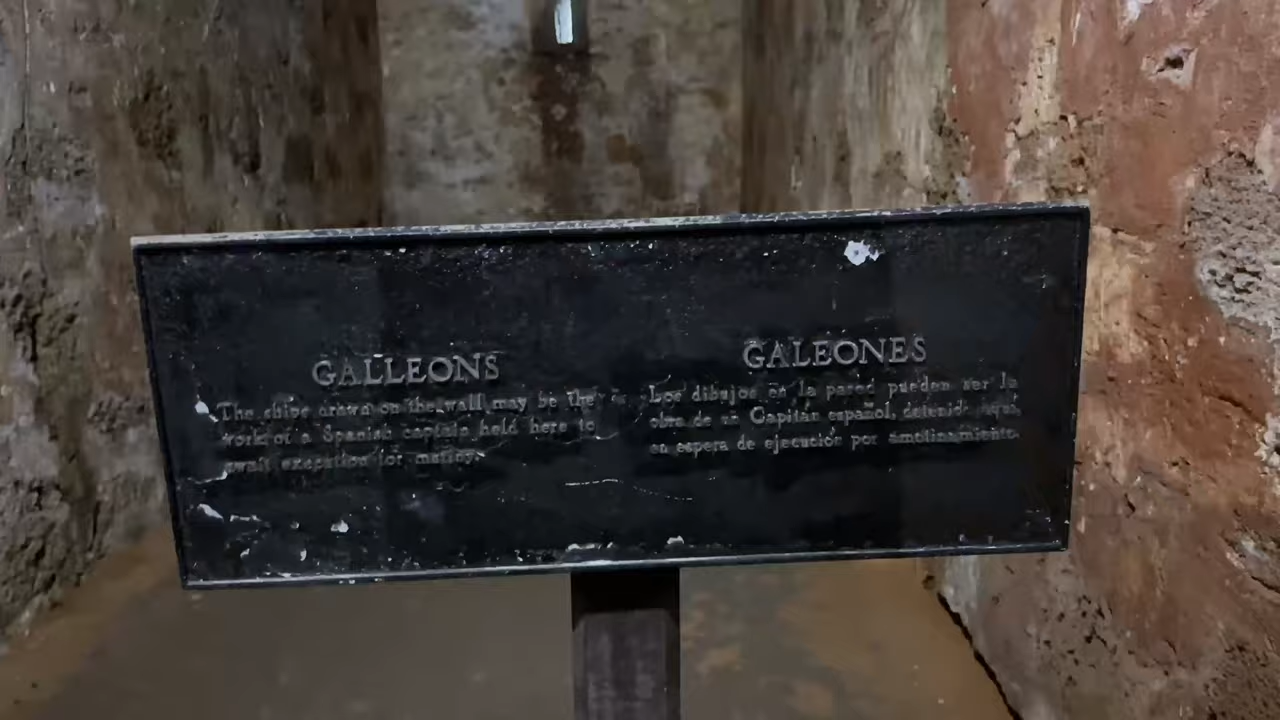 GALLEONS
The ships drawn on the wall may be the
work of a Spanish captain held here to
await execution for mutiny.
GALEONES
Los dibujos en la pared pueden ser la
obra de un Capitán español, detenido aquí,
en espera de ejecución por amotinamiento.